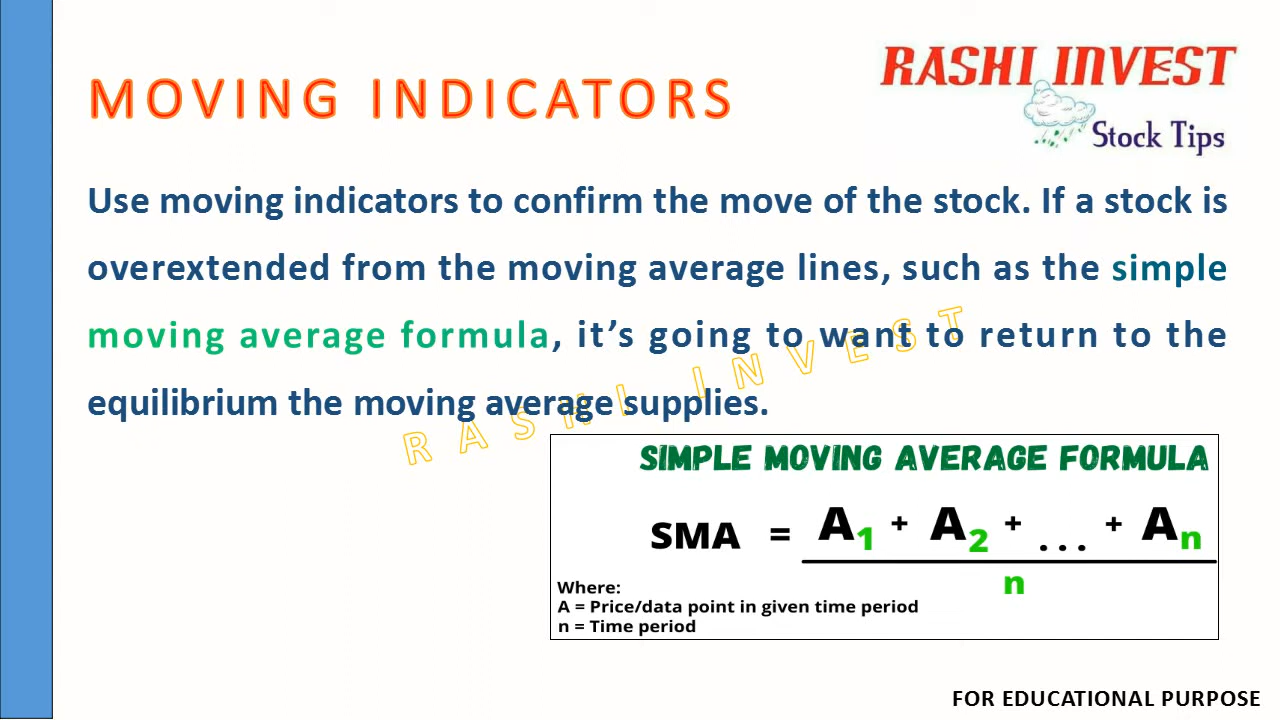 MOVING INDICATORS
RASHI INVEST
Stock Tips
Use moving indicators to confirm the move of the stock. If a stock is
overextended from the moving average lines, such as the simple
moving average formula, it’s going to want to return to the
equilibrium the moving average supplies.
RASHI INVEST
SIMPLE MOVING AVERAGE FORMULA
SMA = A1 + A2 + ... + An
n
Where:
A = Price/data point in given time period
n = Time period
FOR EDUCATIONAL PURPOSE